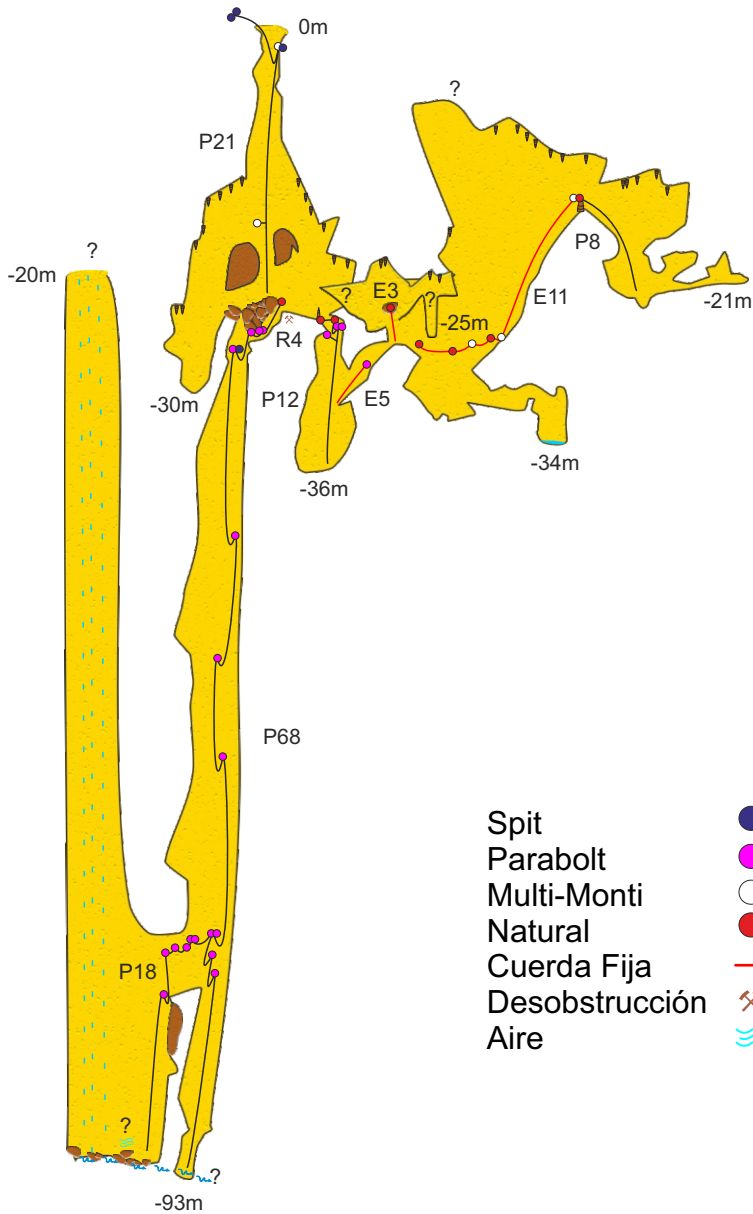 0m
?
P21
P8
?
-20m
-21m
?
E3
?
E11
-25m
R4
-30m
P12
E5
-34m
-36m
P68
Spit
Parabolt
Multi-Monti
Natural
Cuerda Fija
Desobstrucción
Aire
P18
?
?
-93m